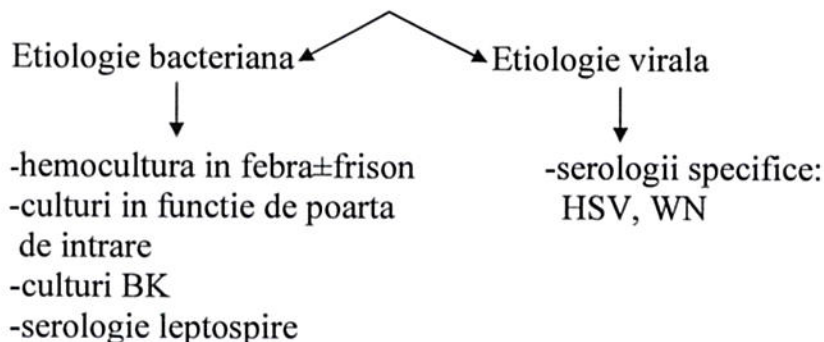 Etiologie bacteriana
Etiologie virala
-hemocultura in febra±frison
-culturi in functie de poarta
de intrare
-culturi BK
-serologie leptospire
-serologii specifice:
HSV, WN